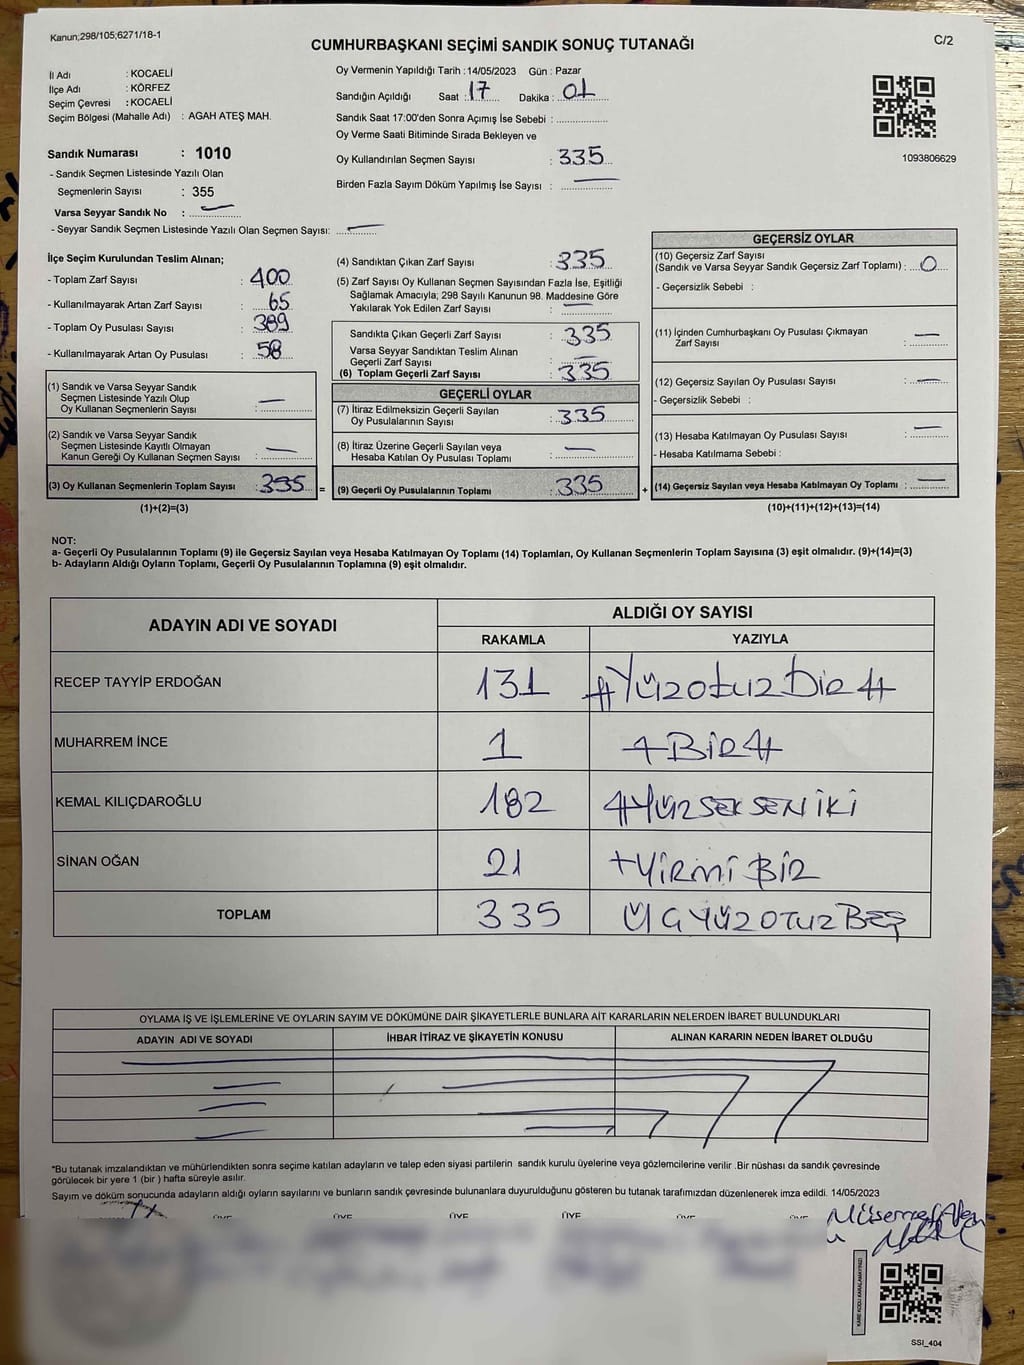 Kanun;298/105;6271/18-1
CUMHURBAŞKANI SEÇİMİ SANDIK SONUÇ TUTANAĞI
C/2
İl Adı : KOCAELİ
İlçe Adı : KÖRFEZ
Seçim Çevresi : KOCAELİ
Seçim Bölgesi (Mahalle Adı) : AGAH ATEŞ MAH.
Sandık Numarası : 1010
- Sandık Seçmen Listesinde Yazılı Olan
Seçmenlerin Sayısı : 355
Varsa Seyyar Sandık No :
- Seyyar Sandık Seçmen Listesinde Yazılı Olan Seçmen Sayısı:
Oy Vermenin Yapıldığı Tarih : 14/05/2023 Gün : Pazar
Sandığın Açıldığı Saat : 17 Dakika : 01
Sandık Saat 17:00'den Sonra Açımış İse Sebebi :
Oy Verme Saati Bitiminde Sırada Bekleyen ve
Oy Kullandırılan Seçmen Sayısı : 335
Birden Fazla Sayım Döküm Yapılmış İse Sayısı :
1093806629
İlçe Seçim Kurulundan Teslim Alınan;
- Toplam Zarf Sayısı : 400
- Kullanılmayarak Artan Zarf Sayısı : 65
- Toplam Oy Pusulası Sayısı : 389
- Kullanılmayarak Artan Oy Pusulası : 58
(1) Sandık ve Varsa Seyyar Sandık
Seçmen Listesinde Yazılı Olup
Oy Kullanan Seçmenlerin Sayısı :
(2) Sandık ve Varsa Seyyar Sandık
Seçmen Listesinde Kayıtlı Olmayan
Kanun Gereği Oy Kullanan Seçmen Sayısı :
(3) Oy Kullanan Seçmenlerin Toplam Sayısı : 335 =
(1)+(2)=(3)
(4) Sandıktan Çıkan Zarf Sayısı : 335
(5) Zarf Sayısı Oy Kullanan Seçmen Sayısından Fazla İse, Eşitliği
Sağlamak Amacıyla; 298 Sayılı Kanunun 98. Maddesine Göre
Yakılarak Yok Edilen Zarf Sayısı :
Sandıkta Çıkan Geçerli Zarf Sayısı : 335
Varsa Seyyar Sandıktan Teslim Alınan
Geçerli Zarf Sayısı :
(6) Toplam Geçerli Zarf Sayısı : 335
GEÇERLİ OYLAR
(7) İtiraz Edilmeksizin Geçerli Sayılan
Oy Pusulalarının Sayısı : 335
(8) İtiraz Üzerine Geçerli Sayılan veya
Hesaba Katılan Oy Pusulası Toplamı :
(9) Geçerli Oy Pusulalarının Toplamı : 335 +
GEÇERSİZ OYLAR
(10) Geçersiz Zarf Sayısı
(Sandık ve Varsa Seyyar Sandık Geçersiz Zarf Toplamı) : 0
- Geçersizlik Sebebi :
(11) İçinden Cumhurbaşkanı Oy Pusulası Çıkmayan
Zarf Sayısı :
(12) Geçersiz Sayılan Oy Pusulası Sayısı :
- Geçersizlik Sebebi :
(13) Hesaba Katılmayan Oy Pusulası Sayısı :
- Hesaba Katılmama Sebebi :
(14) Geçersiz Sayılan veya Hesaba Katılmayan Oy Toplamı :
(10)+(11)+(12)+(13)=(14)
NOT:
a- Geçerli Oy Pusulalarının Toplamı (9) ile Geçersiz Sayılan veya Hesaba Katılmayan Oy Toplamı (14) Toplamları, Oy Kullanan Seçmenlerin Toplam Sayısına (3) eşit olmalıdır. (9)+(14)=(3)
b- Adayların Aldığı Oyların Toplamı, Geçerli Oy Pusulalarının Toplamına (9) eşit olmalıdır.
ADAYIN ADI VE SOYADI
ALDIĞI OY SAYISI
RAKAMLA YAZIYLA
RECEP TAYYİP ERDOĞAN 131 #Yüzotuzbir#
MUHARREM İNCE 1 #Bir#
KEMAL KILIÇDAROĞLU 182 #YÜZSEKSENİKİ
SİNAN OĞAN 21 +YİRMİ BİR
TOPLAM 335 ÜÇYÜZOTUZBEŞ
OYLAMA İŞ VE İŞLEMLERİNE VE OYLARIN SAYIM VE DÖKÜMÜNE DAİR ŞİKAYETLERLE BUNLARA AİT KARARLARIN NELERDEN İBARET BULUNDUKLARI
ADAYIN ADI VE SOYADI İHBAR İTİRAZ VE ŞİKAYETİN KONUSU ALINAN KARARIN NEDEN İBARET OLDUĞU
*Bu tutanak imzalandıktan ve mühürlendikten sonra seçime katılan adayların ve talep eden siyasi partilerin sandık kurulu üyelerine veya gözlemcilerine verilir .Bir nüshası da sandık çevresinde
görülecek bir yere 1 (bir ) hafta süreyle asılır.
Sayım ve döküm sonucunda adayların aldığı oyların sayılarını ve bunların sandık çevresinde bulunanlara duyurulduğunu gösteren bu tutanak tarafımızdan düzenlenerek imza edildi. 14/05/2023
ÜYE ÜYE ÜYE ÜYE ÜYE ÜYE
KARE KODU KARALAMAYINIZ!
SSI_404